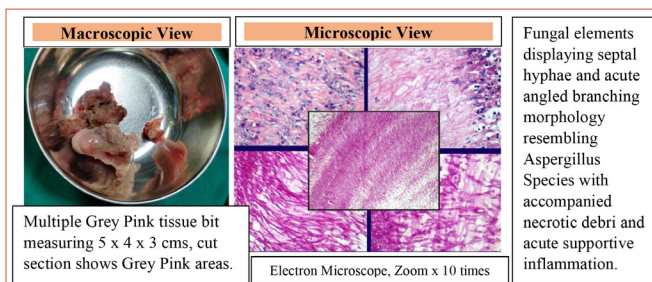 Macroscopic View
Microscopic View
Multiple Grey Pink tissue bit
measuring 5 x 4 x 3 cms, cut
section shows Grey Pink areas.
Electron Microscope, Zoom x 10 times
Fungal elements
displaying septal
hyphae and acute
angled branching
morphology
resembling
Aspergillus
Species with
accompanied
necrotic debri and
acute supportive
inflammation.